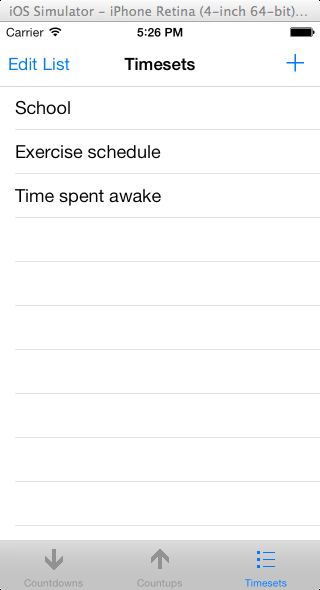 iOS Simulator - iPhone Retina (4-inch 64-bit)...
Carrier 5:26 PM
Edit List Timesets +
School
Exercise schedule
Time spent awake
Countdowns Countups Timesets